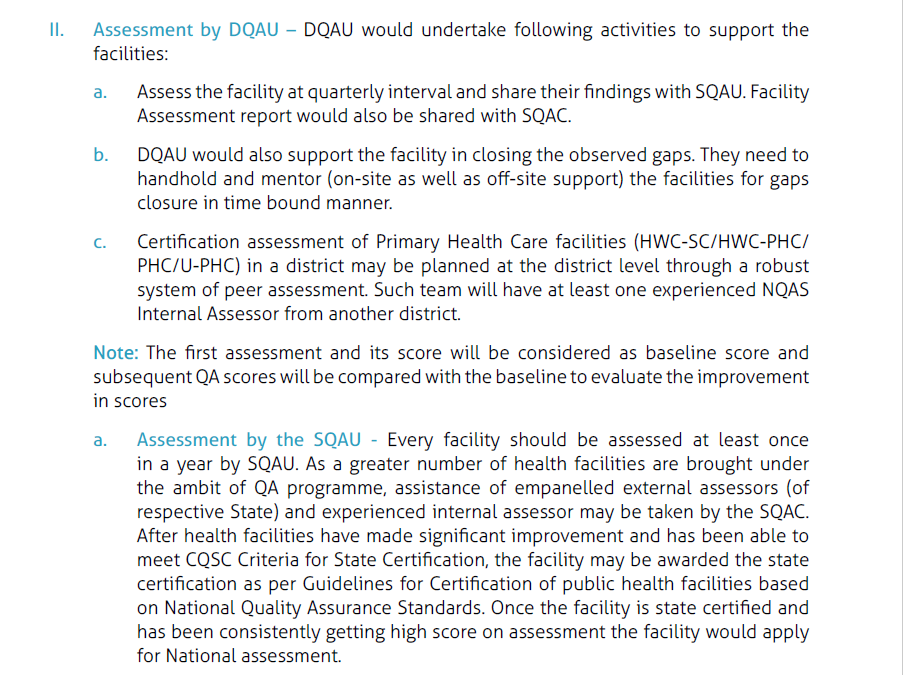 II. Assessment by DQAU – DQAU would undertake following activities to support the
facilities:
a. Assess the facility at quarterly interval and share their findings with SQAU. Facility
Assessment report would also be shared with SQAC.
b. DQAU would also support the facility in closing the observed gaps. They need to
handhold and mentor (on-site as well as off-site support) the facilities for gaps
closure in time bound manner.
c. Certification assessment of Primary Health Care facilities (HWC-SC/HWC-PHC/
PHC/U-PHC) in a district may be planned at the district level through a robust
system of peer assessment. Such team will have at least one experienced NQAS
Internal Assessor from another district.
Note: The first assessment and its score will be considered as baseline score and
subsequent QA scores will be compared with the baseline to evaluate the improvement
in scores
a. Assessment by the SQAU - Every facility should be assessed at least once
in a year by SQAU. As a greater number of health facilities are brought under
the ambit of QA programme, assistance of empanelled external assessors (of
respective State) and experienced internal assessor may be taken by the SQAC.
After health facilities have made significant improvement and has been able to
meet CQSC Criteria for State Certification, the facility may be awarded the state
certification as per Guidelines for Certification of public health facilities based
on National Quality Assurance Standards. Once the facility is state certified and
has been consistently getting high score on assessment the facility would apply
for National assessment.